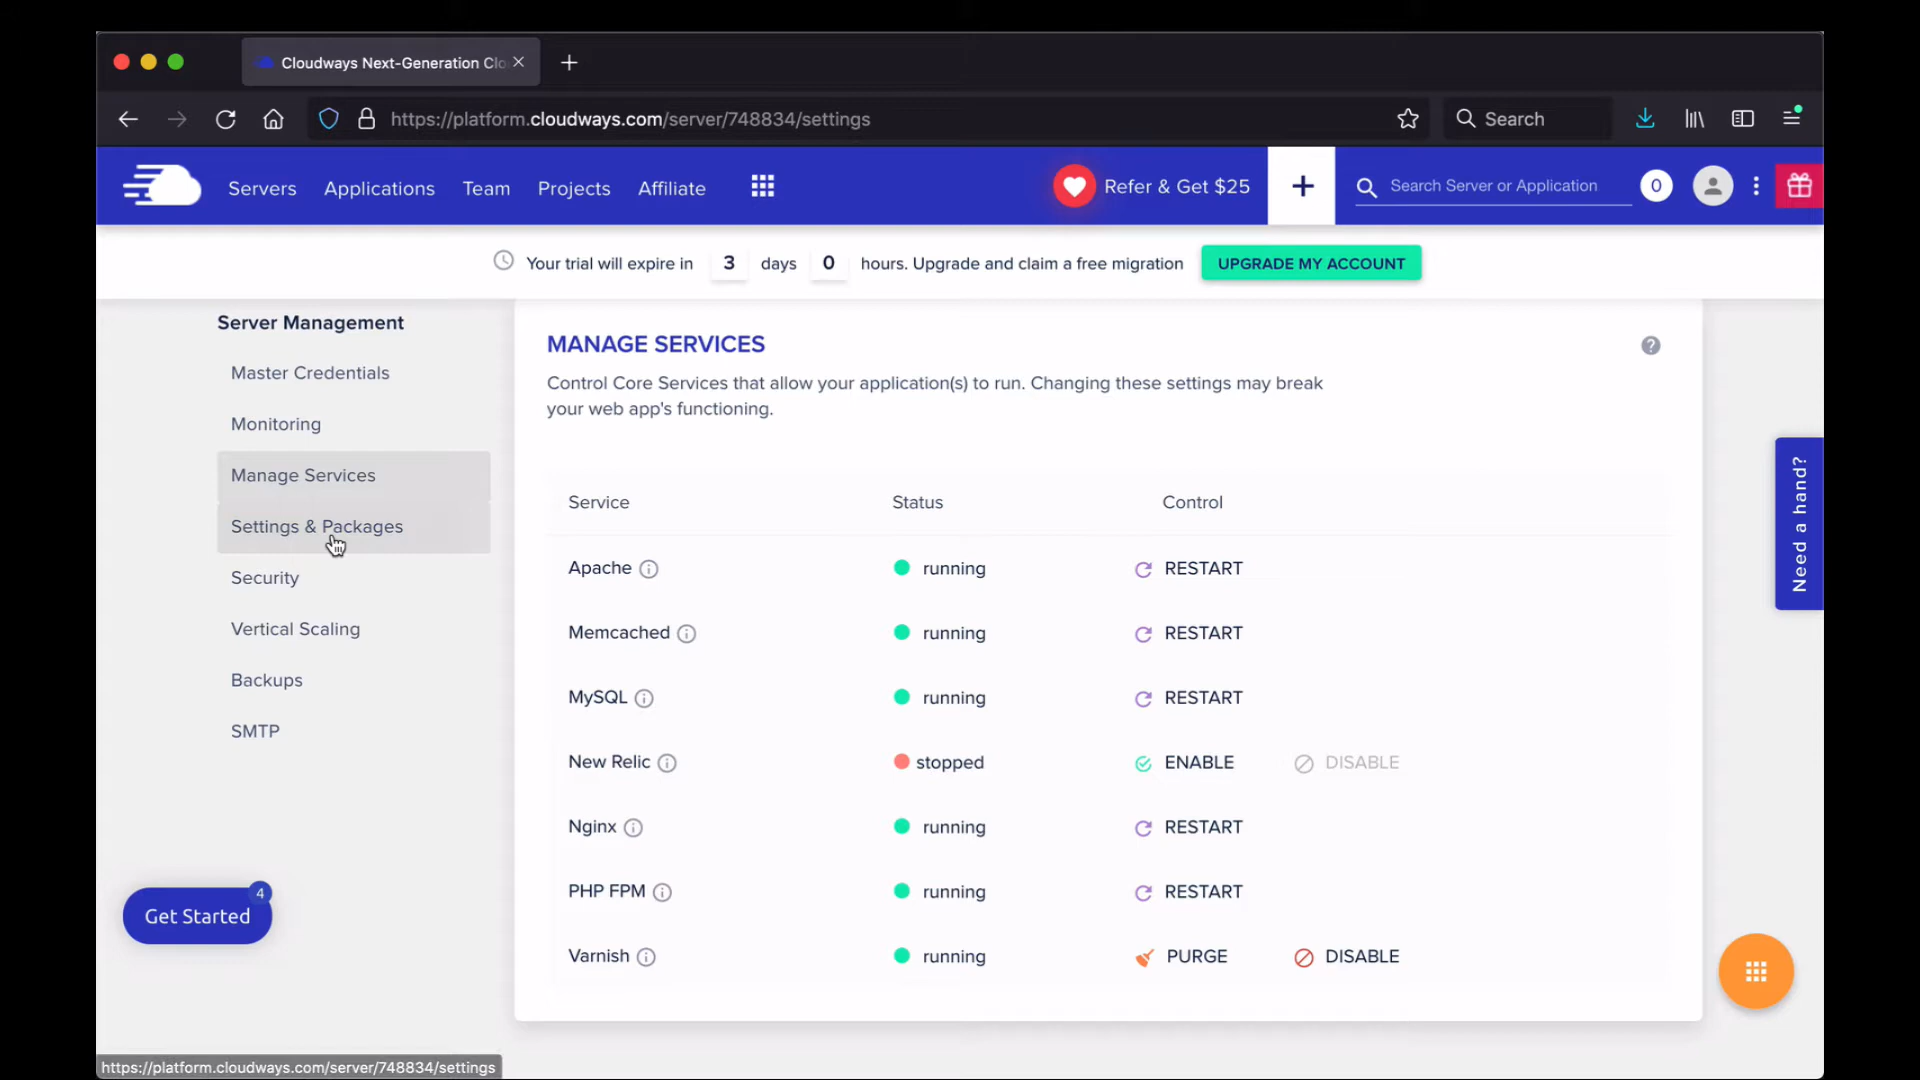 Cloudways Next-Generation Clo
https://platform.cloudways.com/server/748834/settings
Search
Servers
Applications
Team
Projects
Affiliate
Refer & Get $25
Search Server or Application
0
Your trial will expire in 3 days 0 hours. Upgrade and claim a free migration
UPGRADE MY ACCOUNT
Server Management
Master Credentials
Monitoring
Manage Services
Settings & Packages
Security
Vertical Scaling
Backups
SMTP
MANAGE SERVICES
?
Control Core Services that allow your application(s) to run. Changing these settings may break
your web app's functioning.
Service Status Control
Apache running RESTART
Memcached running RESTART
MySQL running RESTART
New Relic stopped ENABLE DISABLE
Nginx running RESTART
PHP FPM running RESTART
Varnish running PURGE DISABLE
Need a hand?
4
Get Started
https://platform.cloudways.com/server/748834/settings